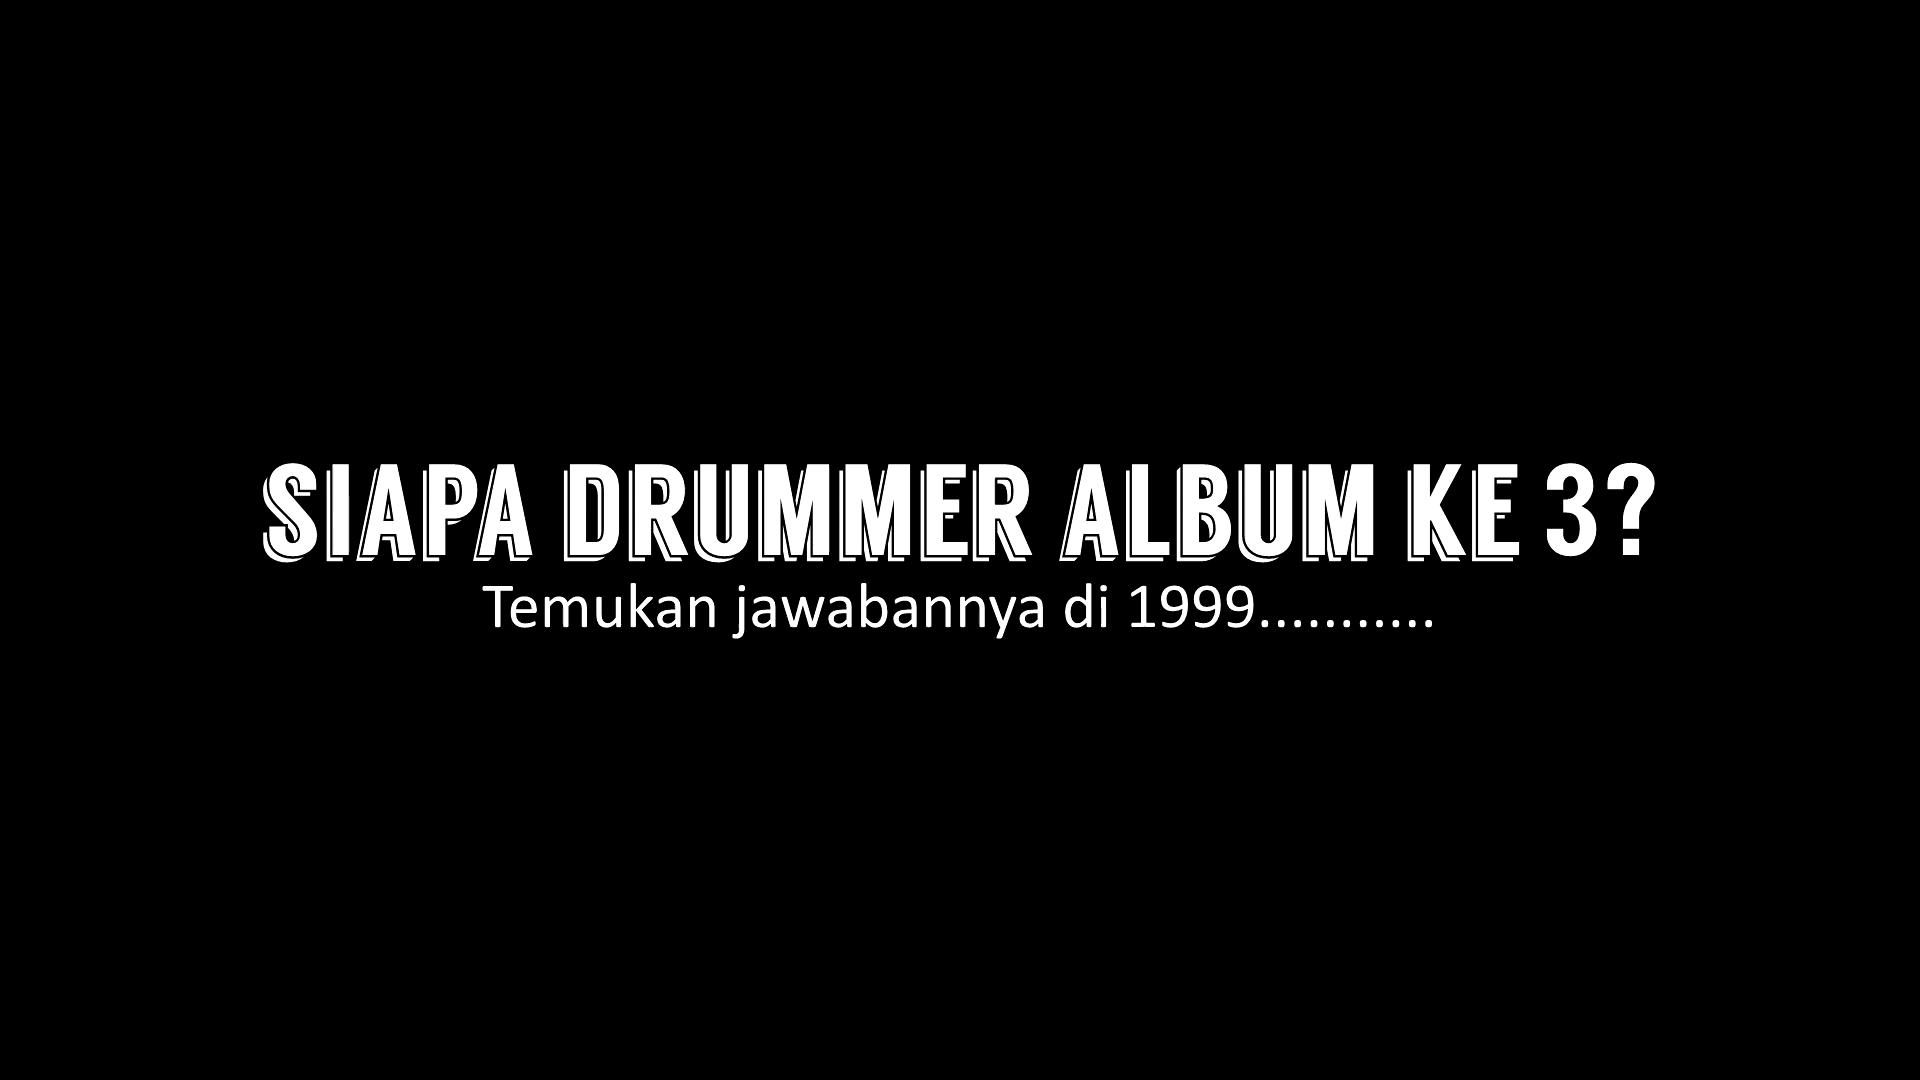 SIAPA DRUMMER ALBUM KE 3?
Temukan jawabannya di 1999...........